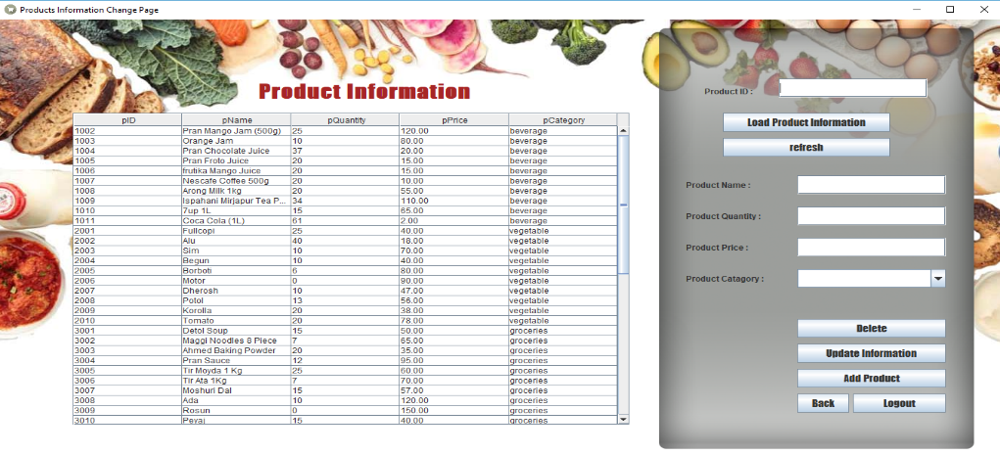 Products Information Change Page
Product Information
pID pName pQuantity pPrice pCategory
1002 Pran Mango Jam (500g) 25 120.00 beverage
1003 Orange Jam 10 80.00 beverage
1004 Pran Chocolate Juice 37 20.00 beverage
1005 Pran Froto Juice 20 15.00 beverage
1006 frutika Mango Juice 20 15.00 beverage
1007 Nescafe Coffee 500g 20 10.00 beverage
1008 Arong Milk 1kg 20 55.00 beverage
1009 Ispahani Mirjapur Tea P... 34 110.00 beverage
1010 7up 1L 15 65.00 beverage
1011 Coca Cola (1L) 61 2.00 beverage
2001 Fullcopi 25 40.00 vegetable
2002 Alu 40 18.00 vegetable
2003 Sim 10 70.00 vegetable
2004 Begun 10 40.00 vegetable
2005 Borboti 6 80.00 vegetable
2006 Motor 0 90.00 vegetable
2007 Dherosh 10 47.00 vegetable
2008 Potol 13 56.00 vegetable
2009 Korolla 20 38.00 vegetable
2010 Tomato 20 78.00 vegetable
3001 Detol Soup 15 50.00 groceries
3002 Maggi Noodles 8 Piece 7 65.00 groceries
3003 Ahmed Baking Powder 20 35.00 groceries
3004 Pran Sauce 12 95.00 groceries
3005 Tir Moyda 1 Kg 25 60.00 groceries
3006 Tir Ata 1Kg 7 70.00 groceries
3007 Moshuri Dal 15 57.00 groceries
3008 Ada 10 120.00 groceries
3009 Rosun 0 150.00 groceries
3010 Peyaj 15 40.00 groceries
Product ID :
Load Product Information
refresh
Product Name :
Product Quantity :
Product Price :
Product Catagory :
Delete
Update Information
Add Product
Back Logout